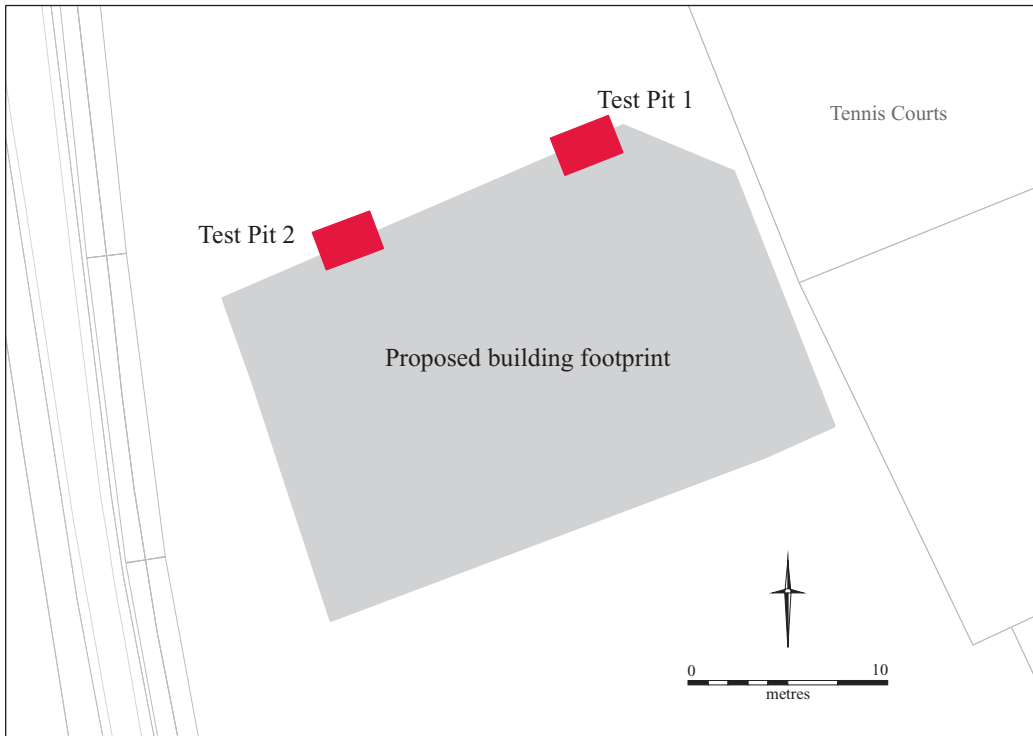 Test Pit 1
Tennis Courts
Test Pit 2
Proposed building footprint
0 10
metres